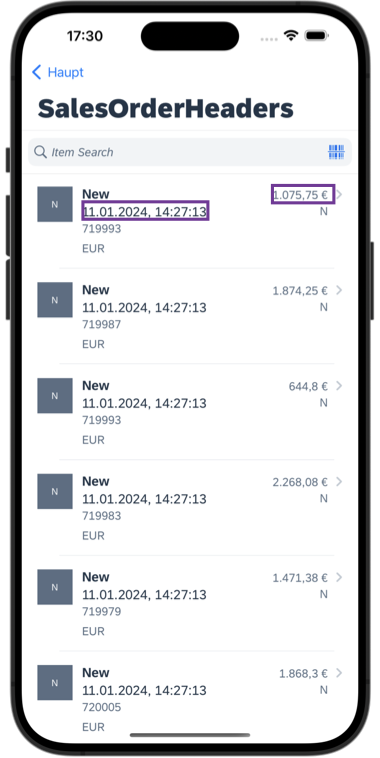 17:30
Haupt
SalesOrderHeaders
Item Search
N
New
1.075,75 €
11.01.2024, 14:27:13
N
719993
EUR
N
New
1.874,25 €
11.01.2024, 14:27:13
N
719987
EUR
N
New
644,8 €
11.01.2024, 14:27:13
N
719993
EUR
N
New
2.268,08 €
11.01.2024, 14:27:13
N
719983
EUR
N
New
1.471,38 €
11.01.2024, 14:27:13
N
719979
EUR
N
New
1.868,3 €
11.01.2024, 14:27:13
N
720005
EUR